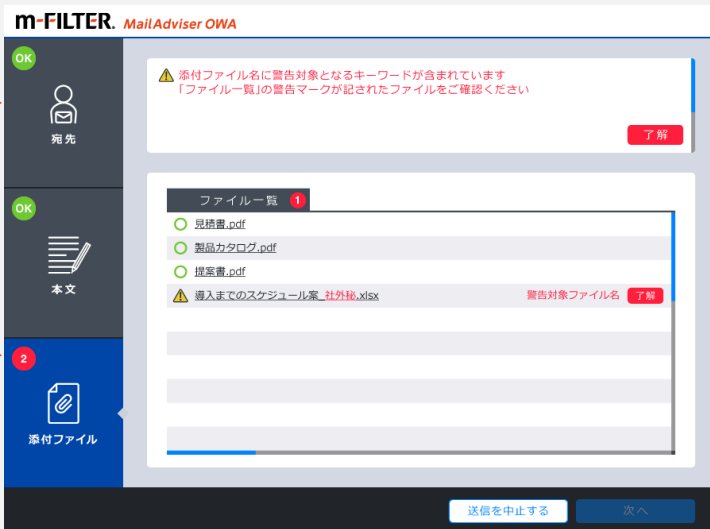 m-FILTER. MailAdviser OWA
OK
宛先
OK
本文
2
添付ファイル
添付ファイル名に警告対象となるキーワードが含まれています
「ファイル一覧」の警告マークが記されたファイルをご確認ください
了解
ファイル一覧 1
見積書.pdf
製品カタログ.pdf
提案書.pdf
導入までのスケジュール案_社外秘.xlsx 警告対象ファイル名 了解
送信を中止する 次へ